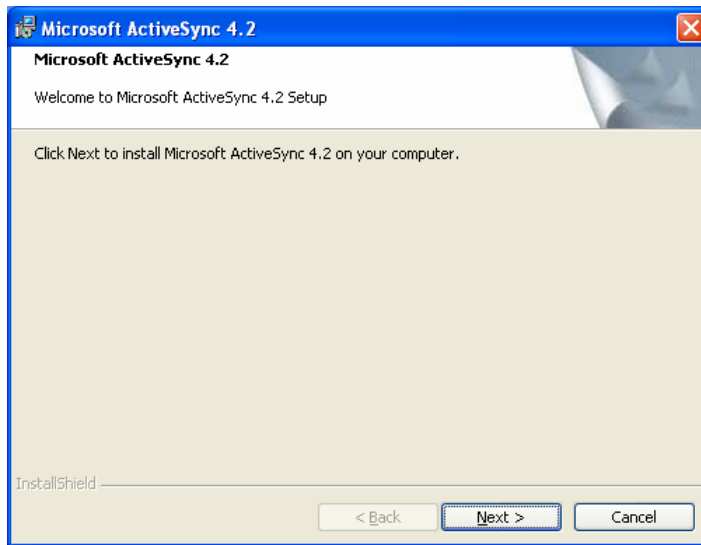 Microsoft ActiveSync 4.2
Microsoft ActiveSync 4.2
Welcome to Microsoft ActiveSync 4.2 Setup
Click Next to install Microsoft ActiveSync 4.2 on your computer.
InstallShield
< Back Next > Cancel